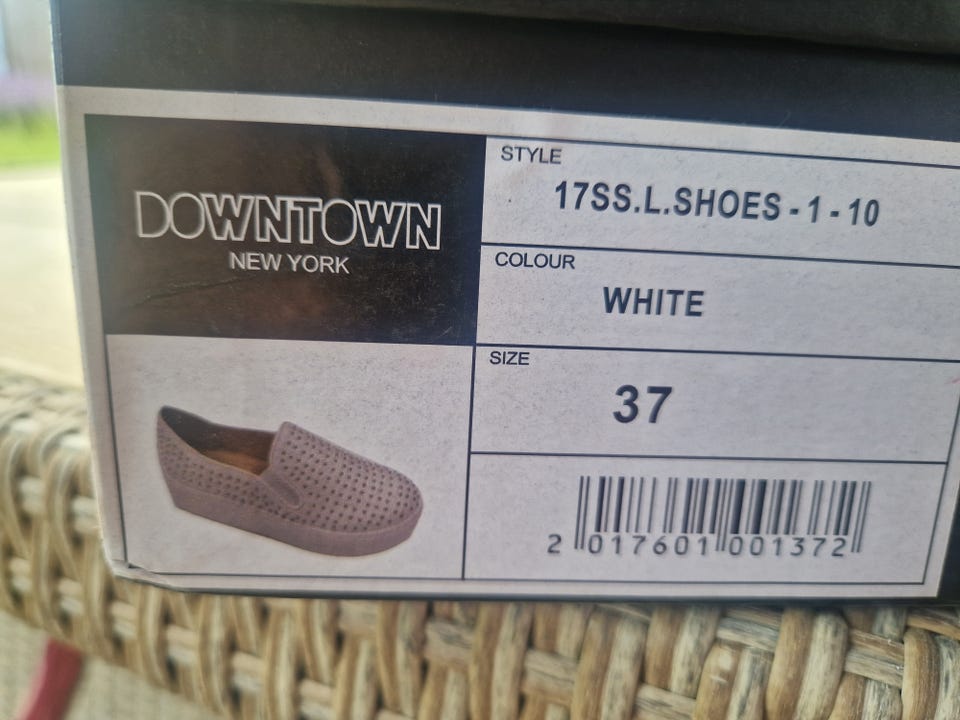 DOWNTOWN
NEW YORK
STYLE
17SS.L.SHOES - 1 - 10
COLOUR
WHITE
SIZE
37
2 017601 001372